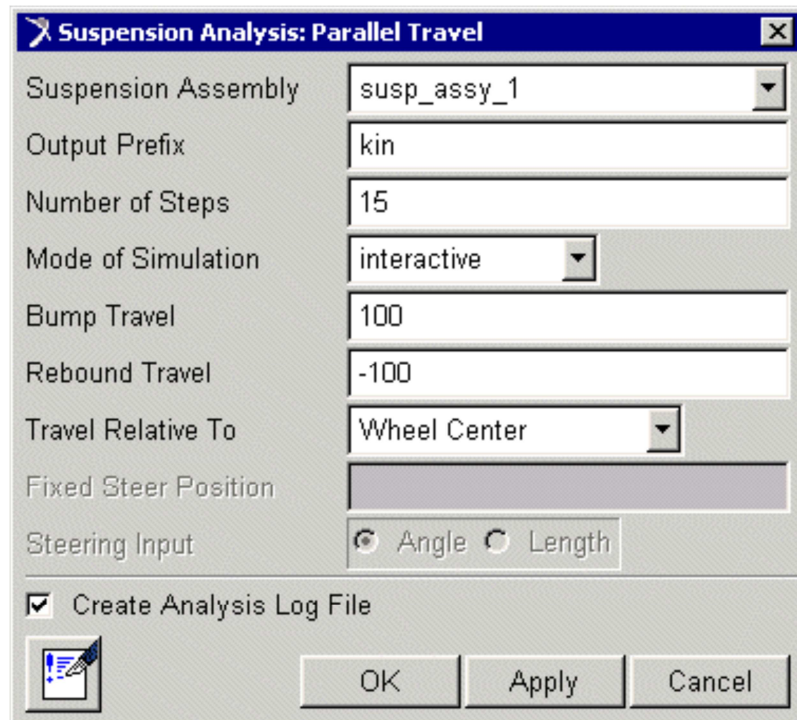 Suspension Analysis: Parallel Travel
Suspension Assembly susp_assy_1
Output Prefix kin
Number of Steps 15
Mode of Simulation interactive
Bump Travel 100
Rebound Travel -100
Travel Relative To Wheel Center
Fixed Steer Position
Steering Input Angle Length
Create Analysis Log File
OK Apply Cancel